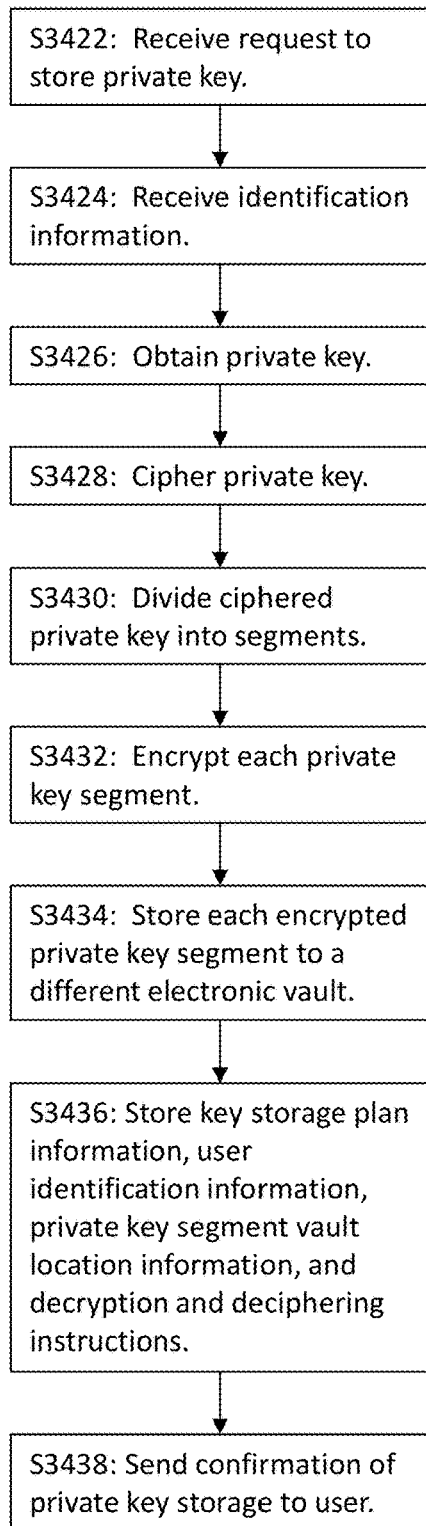 S3422: Receive request to
store private key.
S3424: Receive identification
information.
S3426: Obtain private key.
S3428: Cipher private key.
S3430: Divide ciphered
private key into segments.
S3432: Encrypt each private
key segment.
S3434: Store each encrypted
private key segment to a
different electronic vault.
S3436: Store key storage plan
information, user
identification information,
private key segment vault
location information, and
decryption and deciphering
instructions.
S3438: Send confirmation of
private key storage to user.